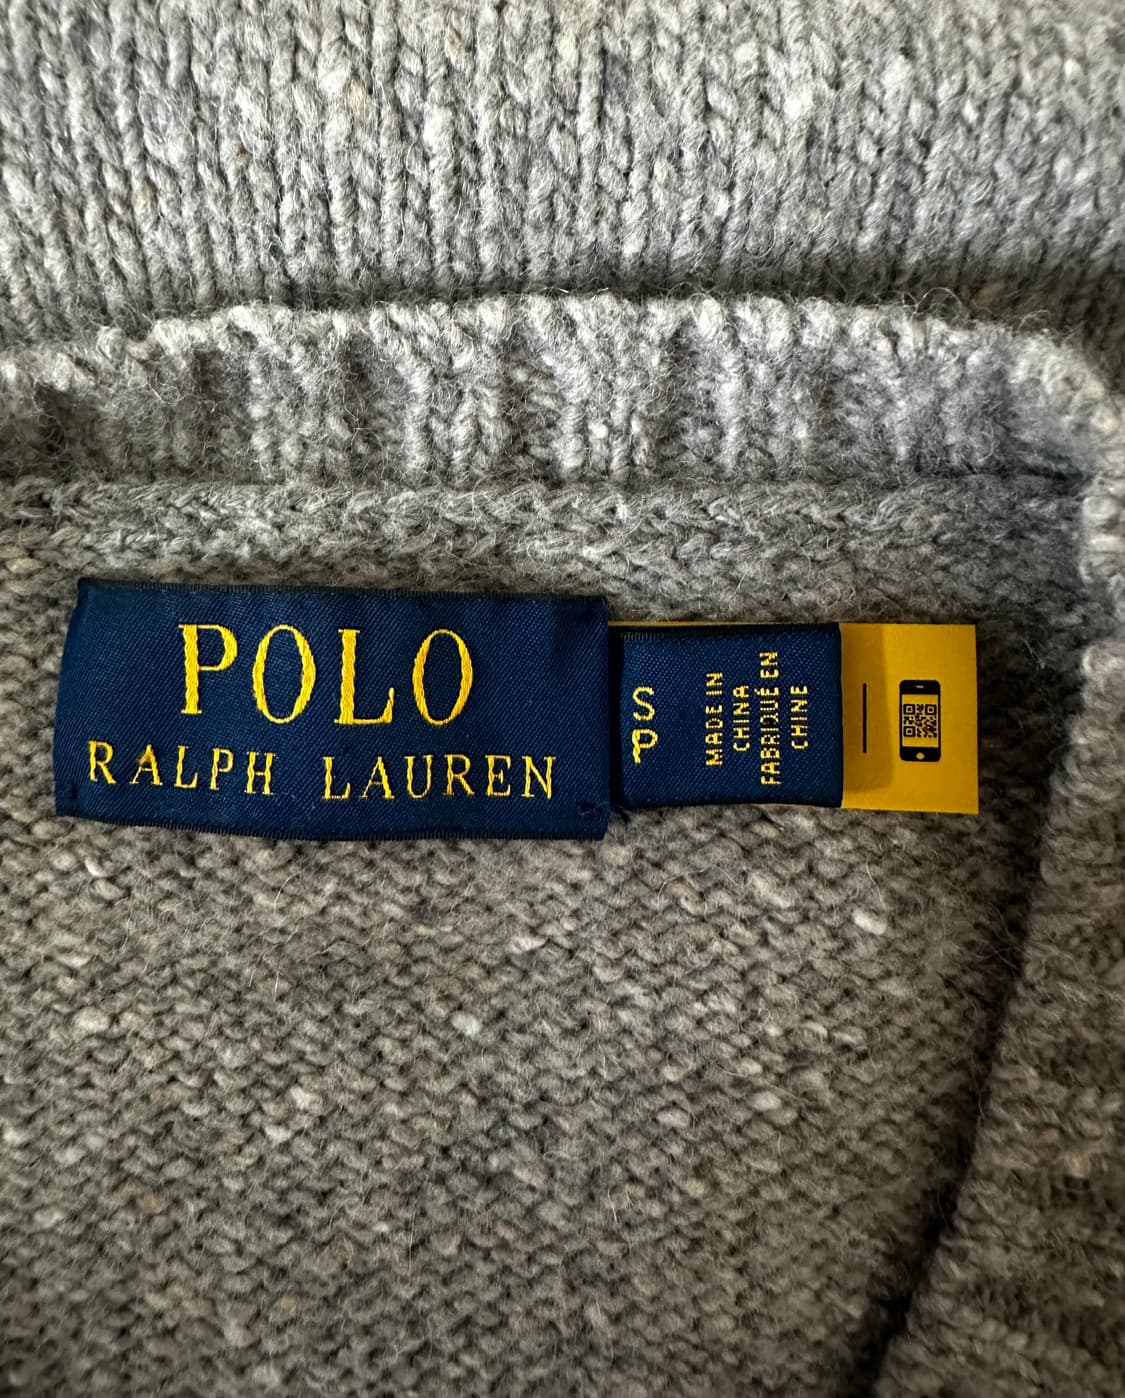 POLO
RALPH LAUREN
S
P
MADE IN
CHINA
FABRIQUÉ EN
CHINE